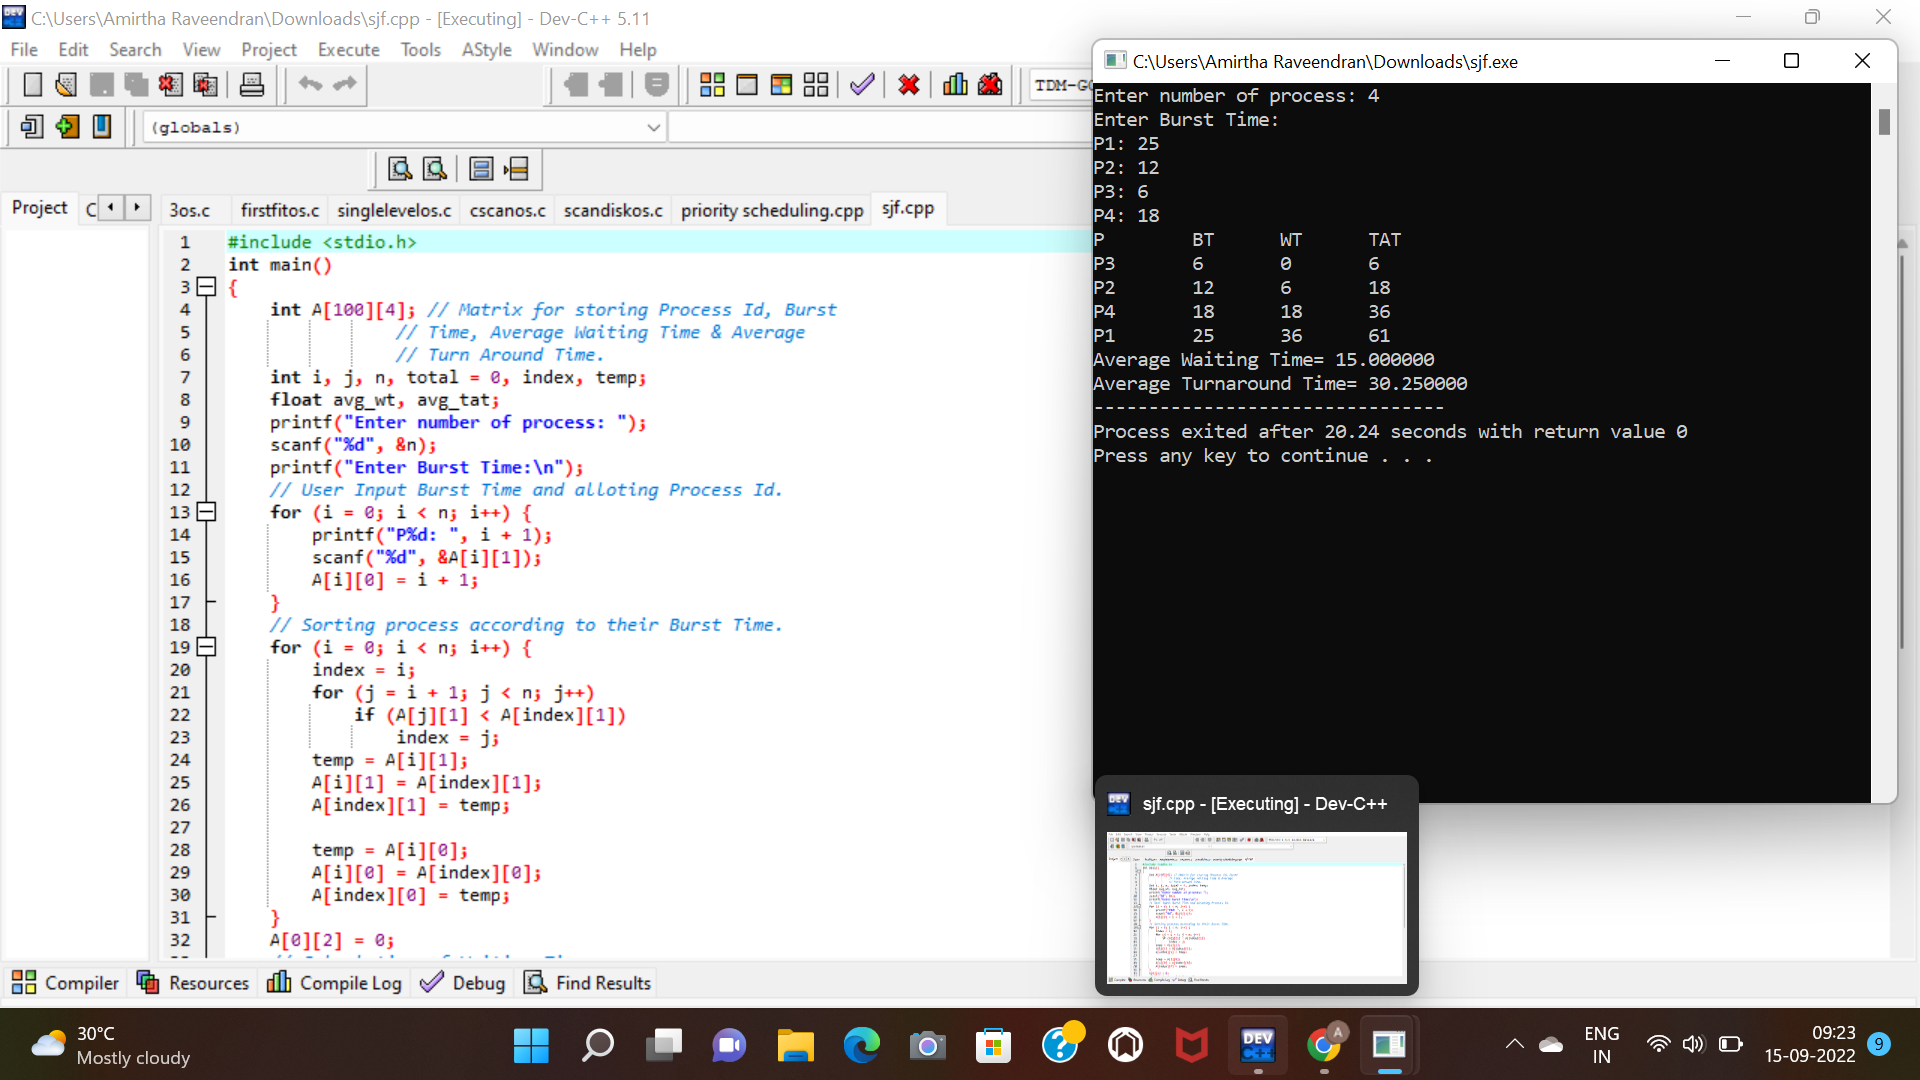 C:\Users\Amirtha Raveendran\Downloads\sjf.cpp - [Executing] - Dev-C++ 5.11
File Edit Search View Project Execute Tools AStyle Window Help
TDM-GC
(globals)
Project C
3os.c firstfitos.c singlelevelos.c cscanos.c scandiskos.c priority scheduling.cpp sjf.cpp
1 #include <stdio.h>
2 int main()
3 {
4 int A[100][4]; // Matrix for storing Process Id, Burst
5 // Time, Average Waiting Time & Average
6 // Turn Around Time.
7 int i, j, n, total = 0, index, temp;
8 float avg_wt, avg_tat;
9 printf("Enter number of process: ");
10 scanf("%d", &n);
11 printf("Enter Burst Time:\n");
12 // User Input Burst Time and alloting Process Id.
13 for (i = 0; i < n; i++) {
14 printf("P%d: ", i + 1);
15 scanf("%d", &A[i][1]);
16 A[i][0] = i + 1;
17 }
18 // Sorting process according to their Burst Time.
19 for (i = 0; i < n; i++) {
20 index = i;
21 for (j = i + 1; j < n; j++)
22 if (A[j][1] < A[index][1])
23 index = j;
24 temp = A[i][1];
25 A[i][1] = A[index][1];
26 A[index][1] = temp;
27
28 temp = A[i][0];
29 A[i][0] = A[index][0];
30 A[index][0] = temp;
31 }
32 A[0][2] = 0;
Compiler Resources Compile Log Debug Find Results
C:\Users\Amirtha Raveendran\Downloads\sjf.exe
Enter number of process: 4
Enter Burst Time:
P1: 25
P2: 12
P3: 6
P4: 18
P BT WT TAT
P3 6 0 6
P2 12 6 18
P4 18 18 36
P1 25 36 61
Average Waiting Time= 15.000000
Average Turnaround Time= 30.250000
--------------------------------
Process exited after 20.24 seconds with return value 0
Press any key to continue . . .
DEV sjf.cpp - [Executing] - Dev-C++
30°C
Mostly cloudy
DEV C++
A
ENG
IN
09:23
15-09-2022
9